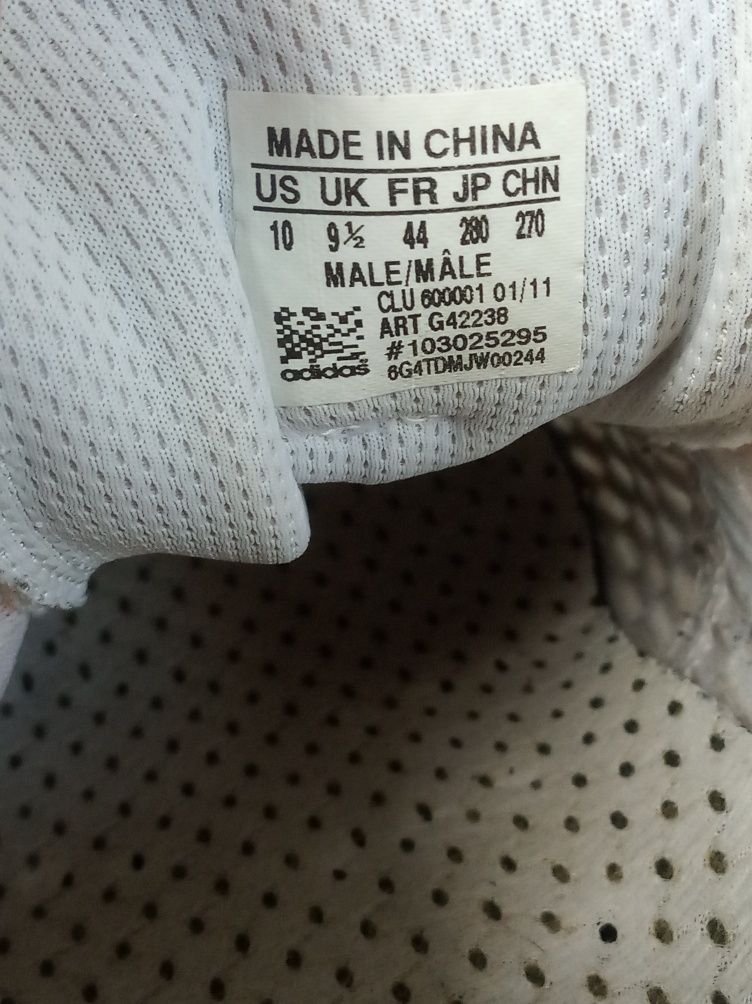 MADE IN CHINA
US UK FR JP CHN
10 9½ 44 280 270
MALE/MÂLE
CLU 600001 01/11
ART G42238
#103025295
adidas 6G4TDMJW00244